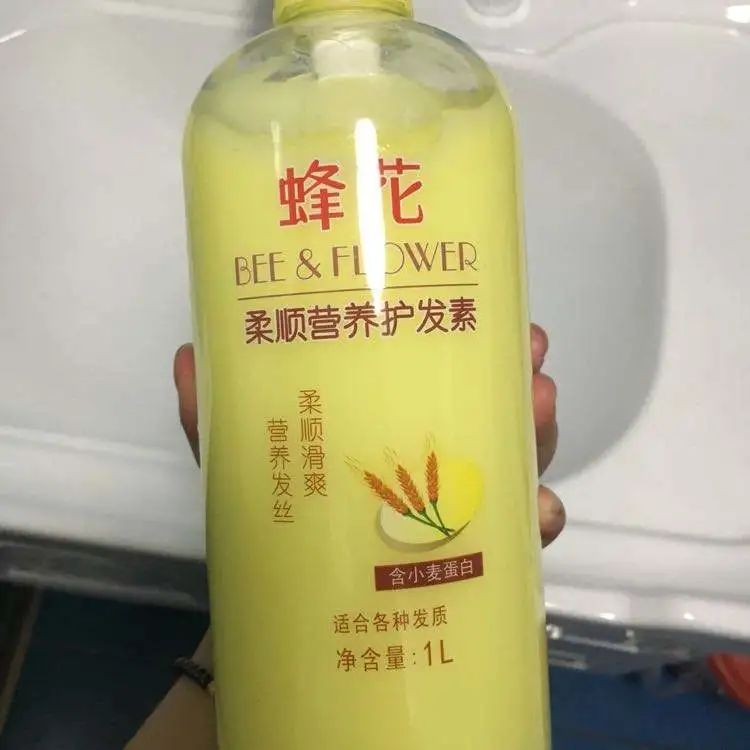 蜂花
BEE & FLOWER
柔顺营养护发素
柔顺滑爽
营养发丝
含小麦蛋白
适合各种发质
净含量: 1L